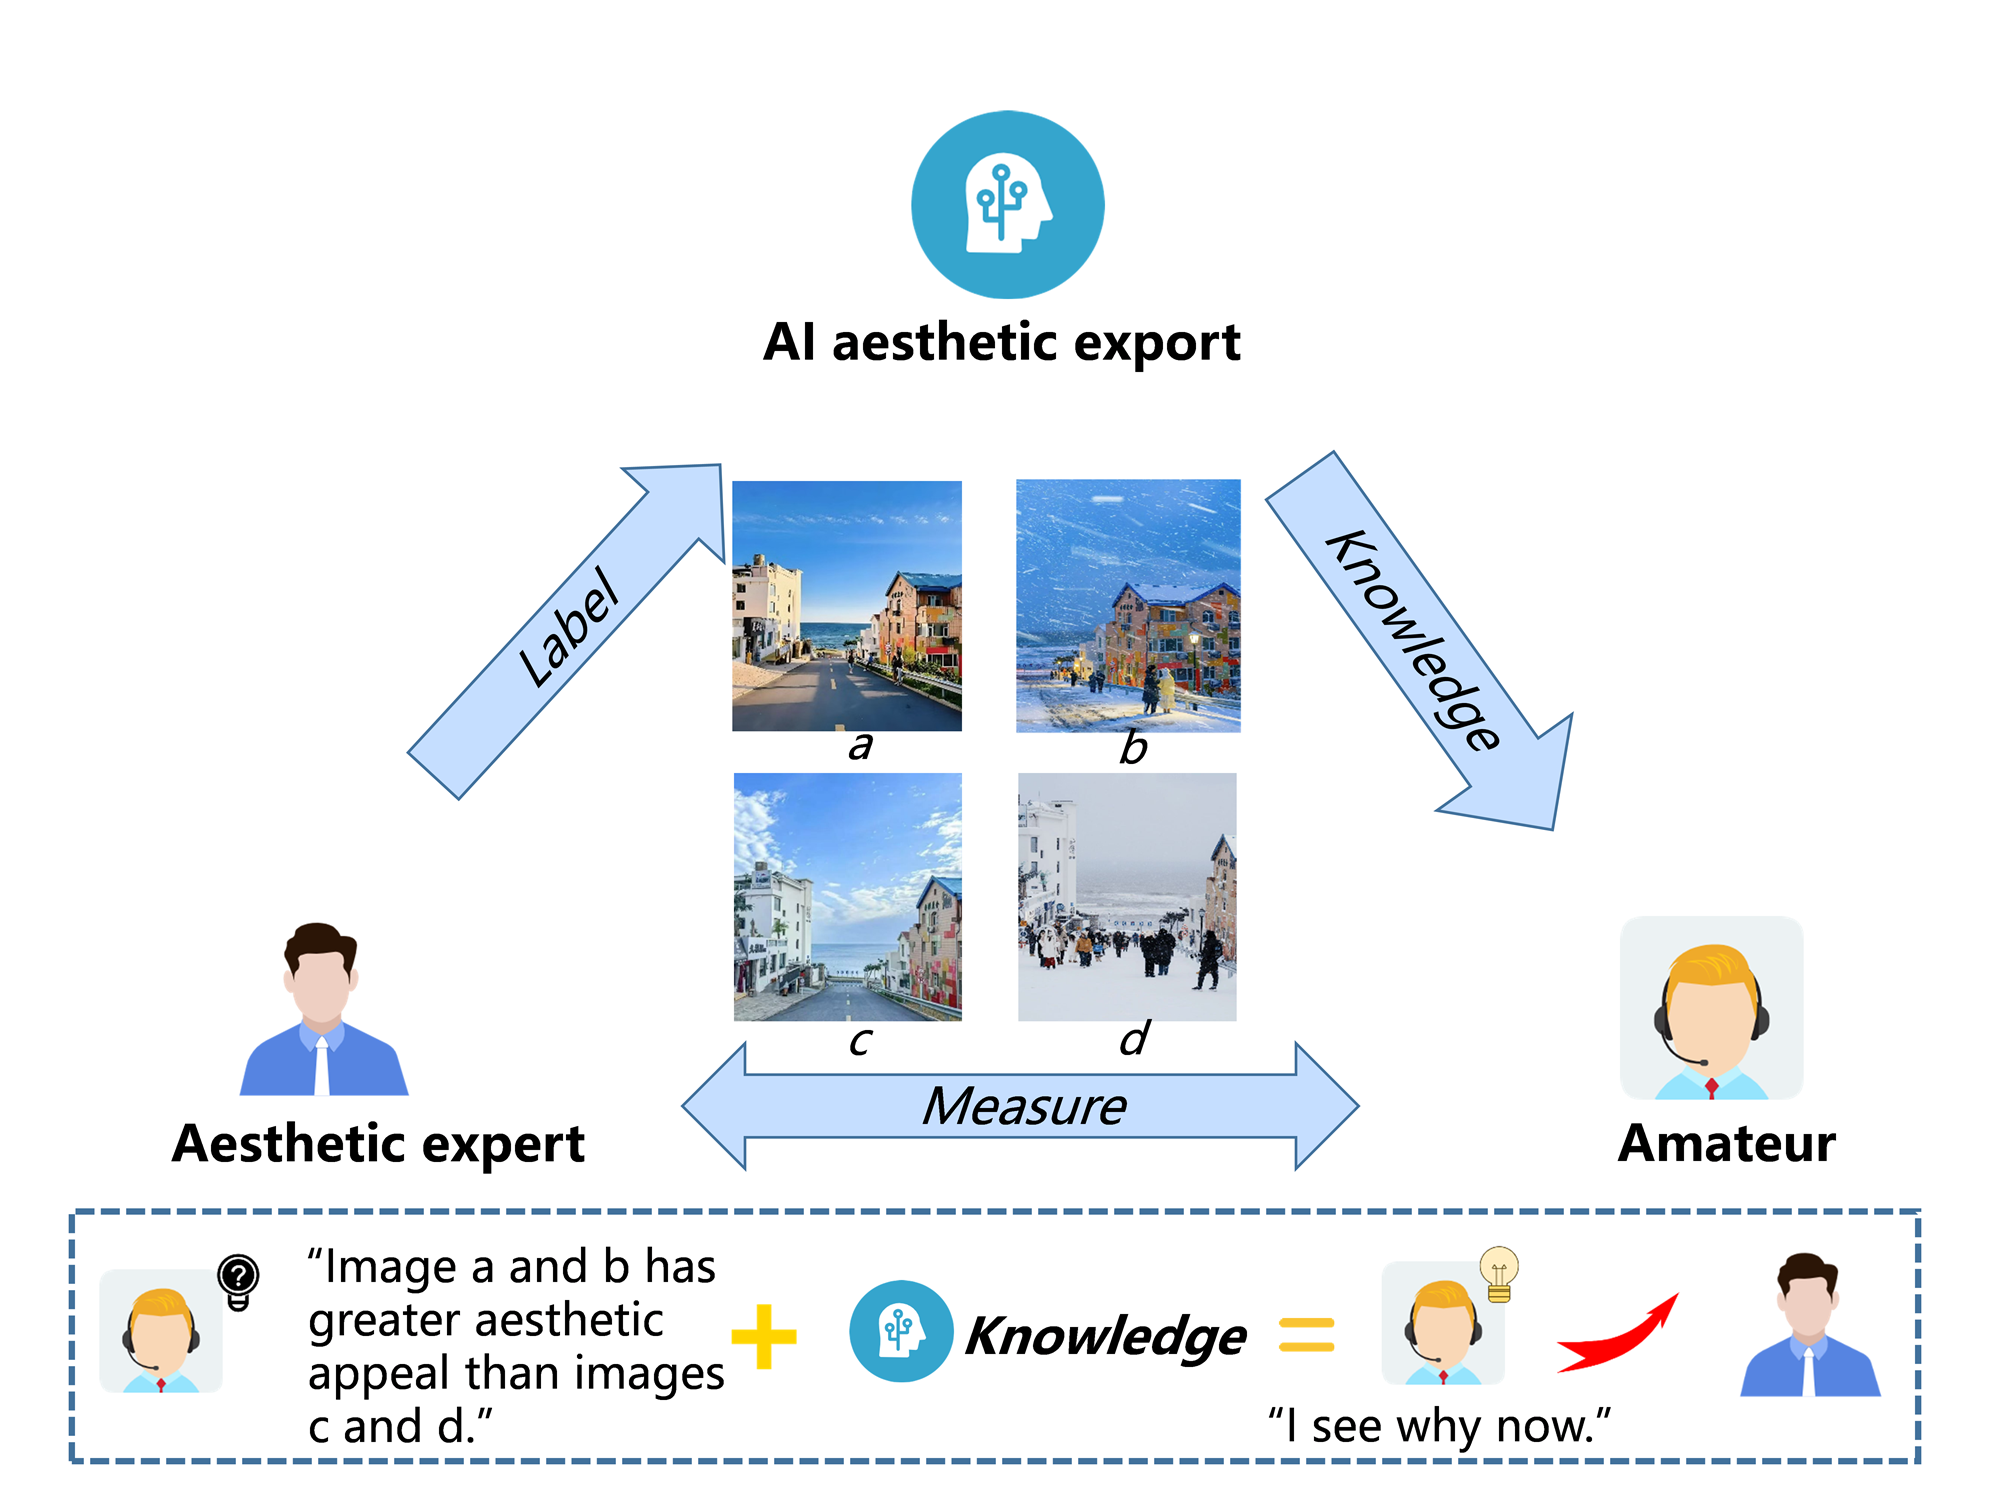 AI aesthetic export
Label
Knowledge
a
b
c
d
Measure
Aesthetic expert
Amateur
?
“Image a and b has
greater aesthetic
appeal than images
c and d.”
+
Knowledge
=
“I see why now.”